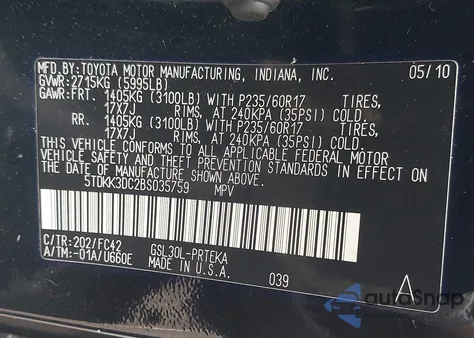 MFD.BY: TOYOTA MOTOR MANUFACTURING, INDIANA, INC. 05/10
GVWR: 2715KG (5995LB)
GAWR:FRT. 1405KG (3100LB) WITH P235/60R17 TIRES,
17X7J RIMS, AT 240KPA (35PSI) COLD.
RR. 1405KG (3100LB) WITH P235/60R17 TIRES,
17X7J RIMS, AT 240KPA (35PSI) COLD.
THIS VEHICLE CONFORMS TO ALL APPLICABLE FEDERAL MOTOR
VEHICLE SAFETY AND THEFT PREVENTION STANDARDS IN EFFECT ON
THE DATE OF MANUFACTURE SHOWN ABOVE.
5TDKK3DC2BS035759 MPV
C/TR:202/FC42 GSL30L-PRTEKA
A/TM:-01A/U660E MADE IN U.S.A. 039 A
autoSnap